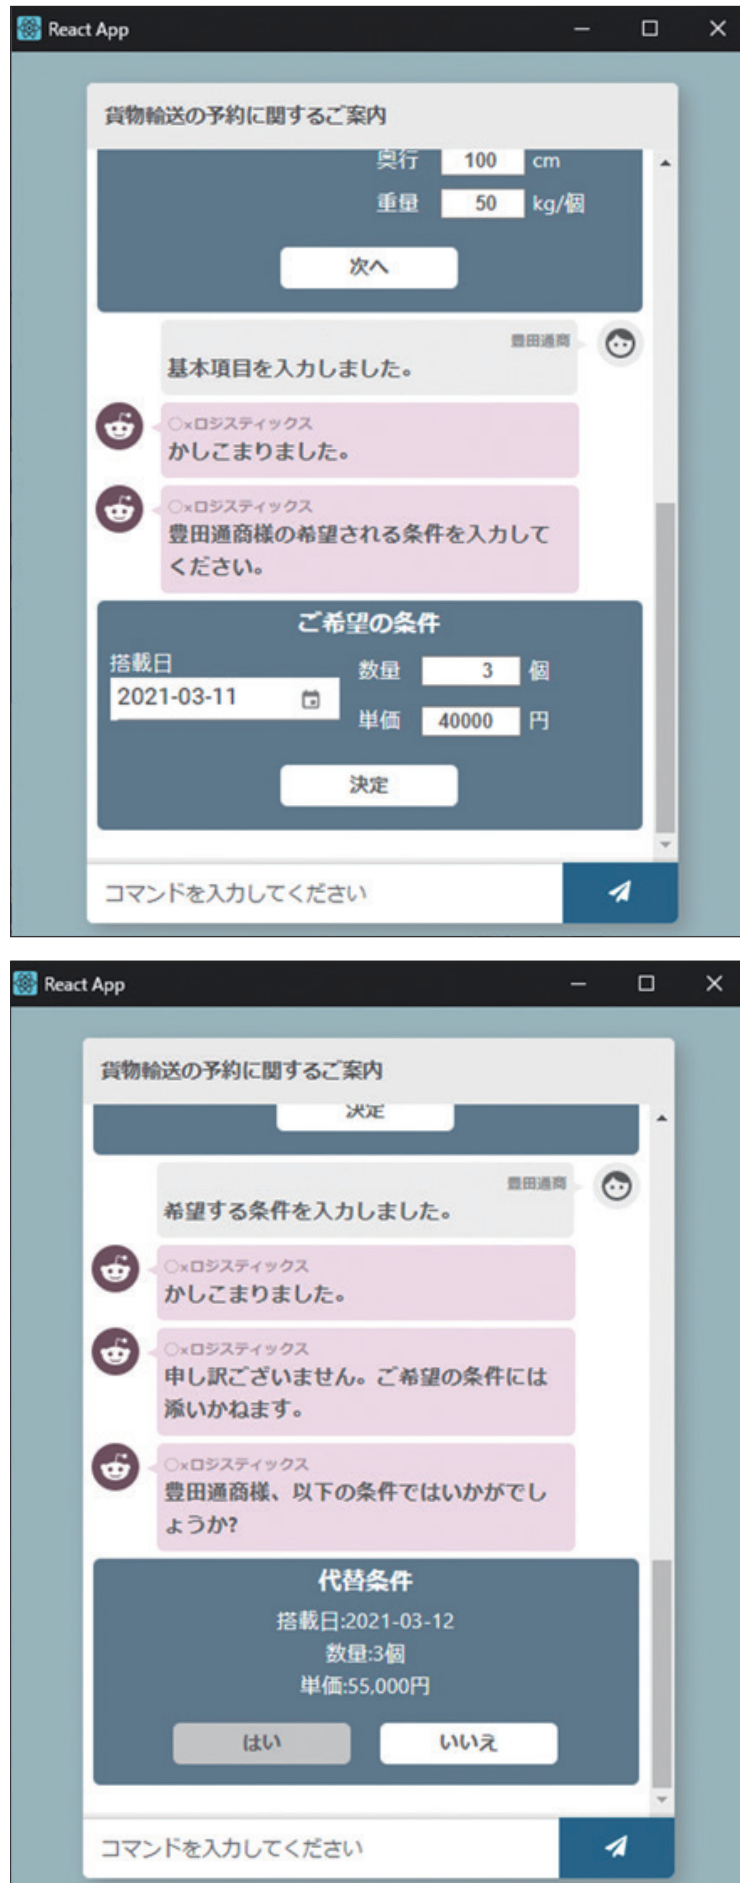 React App
貨物輸送の予約に関するご案内
奥行 100 cm
重量 50 kg/個
次へ
豊田通商
基本項目を入力しました。
○×ロジスティックス
かしこまりました。
○×ロジスティックス
豊田通商様の希望される条件を入力して
ください。
ご希望の条件
搭載日
数量 3 個
2021-03-11
単価 40000 円
決定
コマンドを入力してください
React App
貨物輸送の予約に関するご案内
決定
豊田通商
希望する条件を入力しました。
○×ロジスティックス
かしこまりました。
○×ロジスティックス
申し訳ございません。ご希望の条件には
添いかねます。
○×ロジスティックス
豊田通商様、以下の条件ではいかがでし
ょうか?
代替条件
搭載日:2021-03-12
数量:3個
単価:55,000円
はい いいえ
コマンドを入力してください